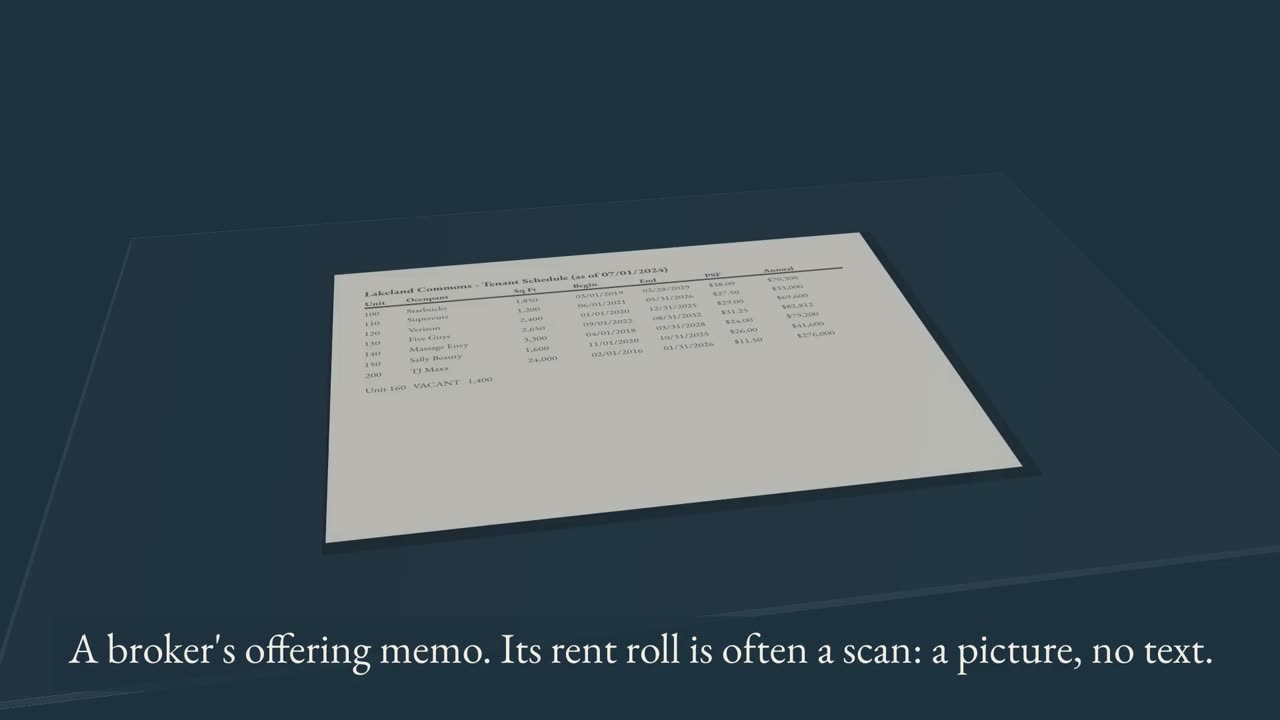 Lakeland Commons - Tenant Schedule (as of 07/01/2024)
Unit Occupant Sq Ft Begin End PSF Annual
100 Starbucks 1,850 03/01/2019 02/28/2029 $38.00 $70,300
110 Supercuts 1,200 06/01/2021 05/31/2026 $27.50 $33,000
120 Verizon 2,400 01/01/2020 12/31/2025 $29.00 $69,600
130 Five Guys 2,650 09/01/2022 08/31/2032 $31.25 $82,812
140 Massage Envy 3,300 04/01/2018 03/31/2028 $24.00 $79,200
150 Sally Beauty 1,600 11/01/2020 10/31/2025 $26.00 $41,600
200 TJ Maxx 24,000 02/01/2016 01/31/2026 $11.50 $276,000
Unit 160 VACANT 1,400
A broker's offering memo. Its rent roll is often a scan: a picture, no text.